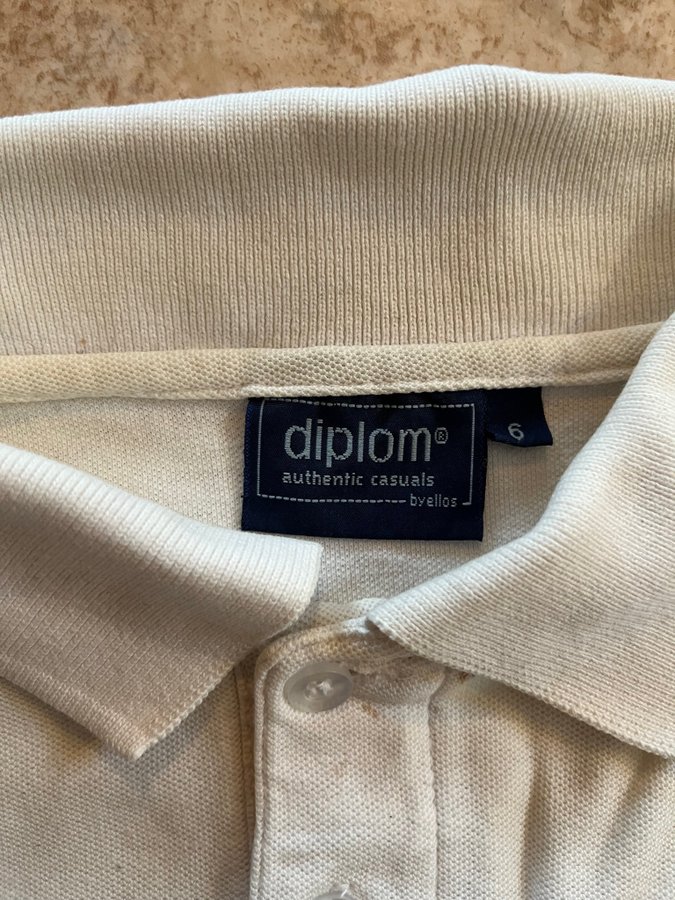 diplom®
authentic casuals
byellos
6